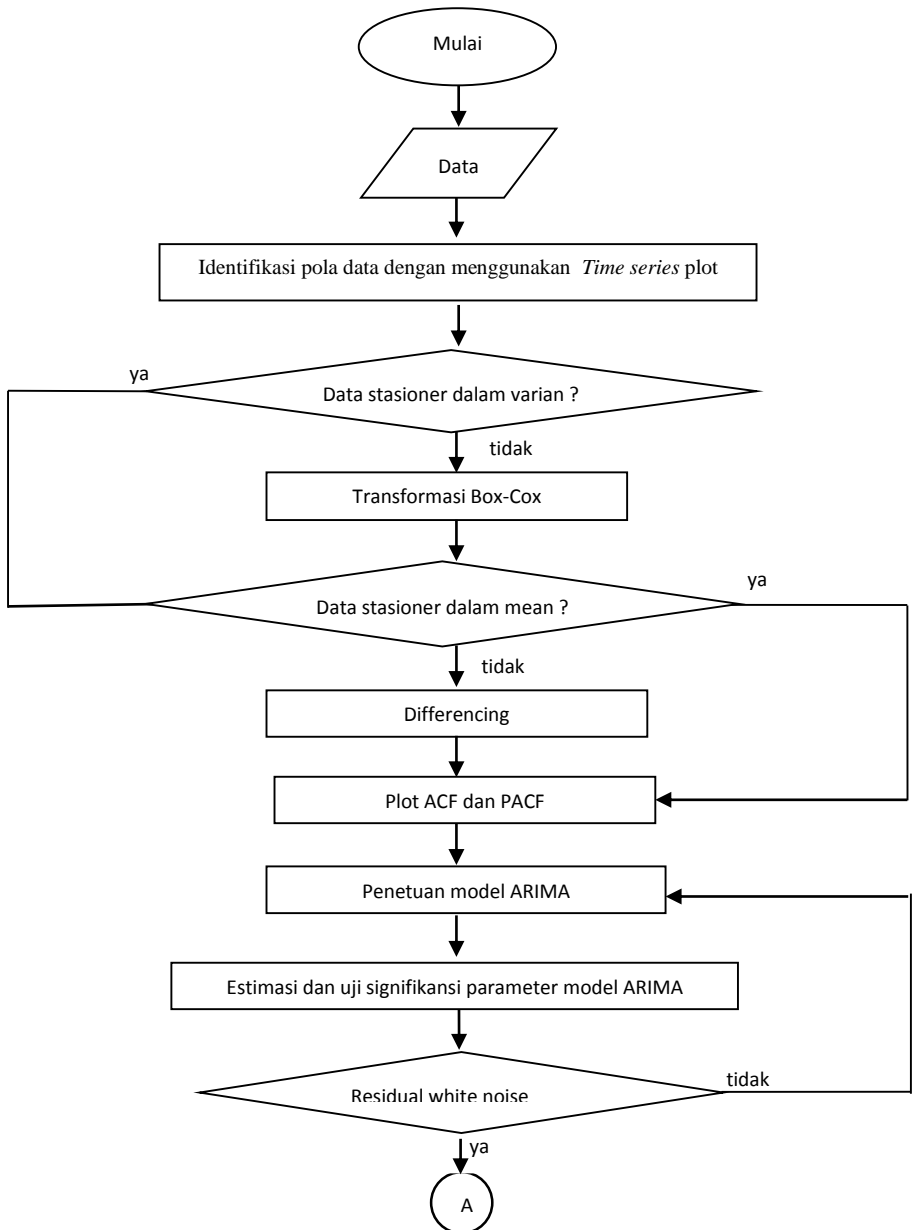 Mulai
Data
Identifikasi pola data dengan menggunakan Time series plot
ya
Data stasioner dalam varian ?
tidak
Transformasi Box-Cox
ya
Data stasioner dalam mean ?
tidak
Differencing
Plot ACF dan PACF
Penetuan model ARIMA
Estimasi dan uji signifikansi parameter model ARIMA
tidak
Residual white noise
ya
A